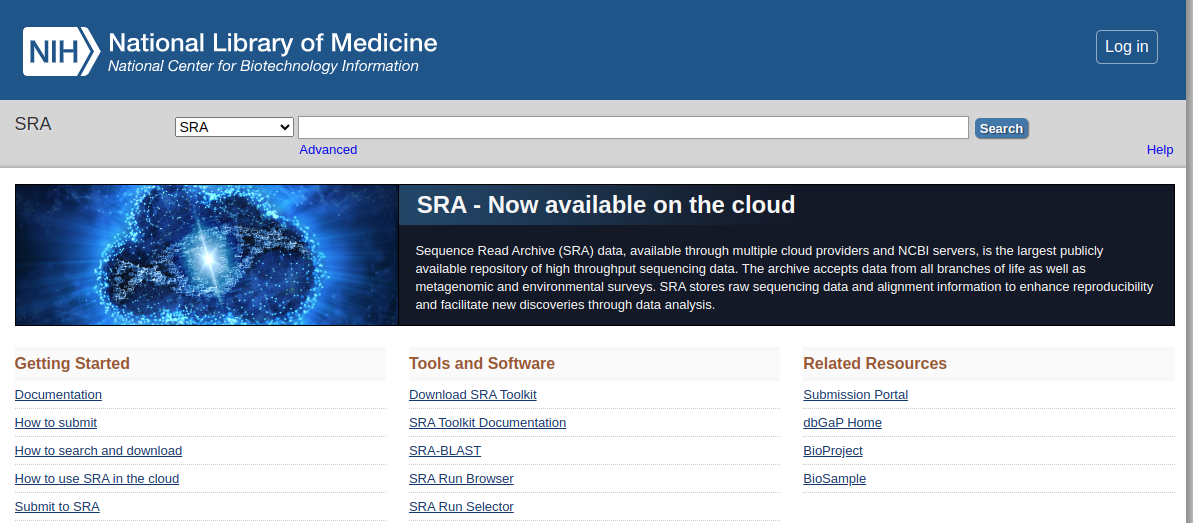 NIH National Library of Medicine
National Center for Biotechnology Information
Log in
SRA
SRA
Search
Advanced
Help
SRA - Now available on the cloud
Sequence Read Archive (SRA) data, available through multiple cloud providers and NCBI servers, is the largest publicly
available repository of high throughput sequencing data. The archive accepts data from all branches of life as well as
metagenomic and environmental surveys. SRA stores raw sequencing data and alignment information to enhance reproducibility
and facilitate new discoveries through data analysis.
Getting Started
Documentation
How to submit
How to search and download
How to use SRA in the cloud
Submit to SRA
Tools and Software
Download SRA Toolkit
SRA Toolkit Documentation
SRA-BLAST
SRA Run Browser
SRA Run Selector
Related Resources
Submission Portal
dbGaP Home
BioProject
BioSample